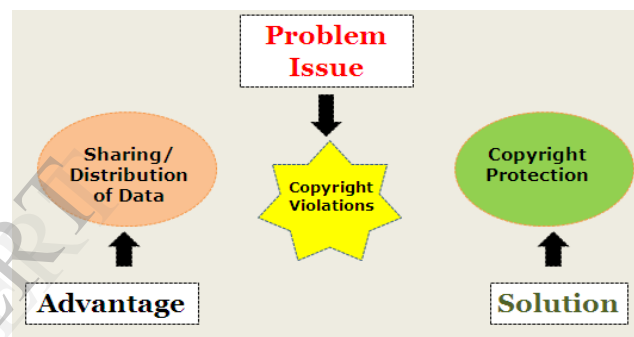 Problem
Issue
Sharing/
Distribution
of Data
Copyright
Violations
Copyright
Protection
Advantage
Solution